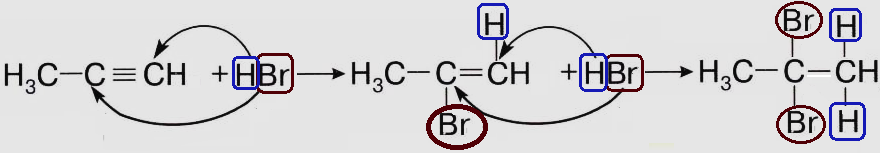 H Br H
H₃C–C≡CH +HBr → H₃C–C=CH +HBr → H₃C–C–CH
Br Br H